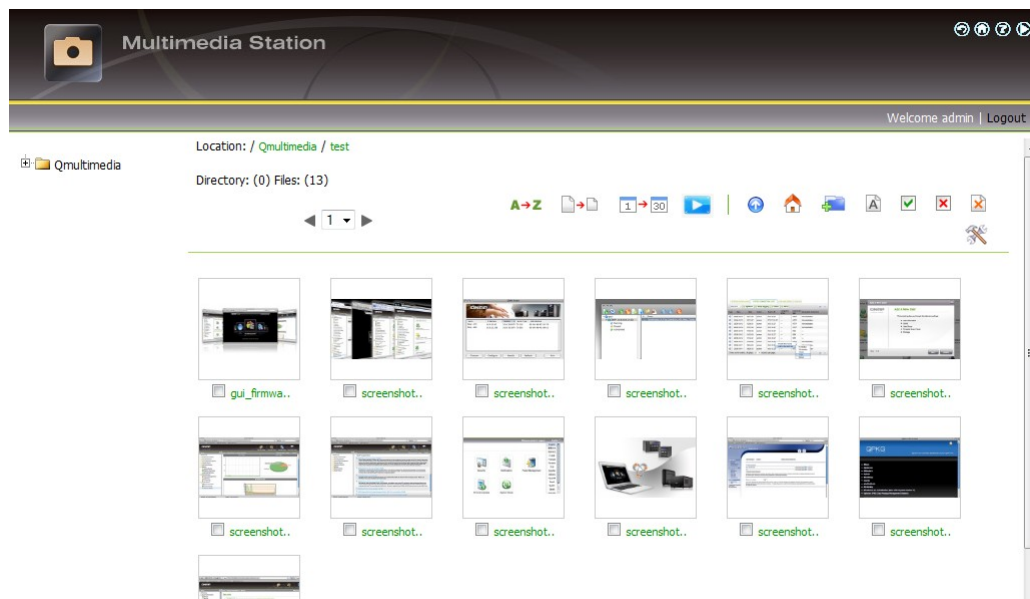 Multimedia Station
Welcome admin | Logout
Qmultimedia
Location: / Qmultimedia / test
Directory: (0) Files: (13)
1
A→Z
1→30
A
gui_firmwa.. screenshot.. screenshot.. screenshot.. screenshot.. screenshot..
screenshot.. screenshot.. screenshot.. screenshot.. screenshot.. screenshot..